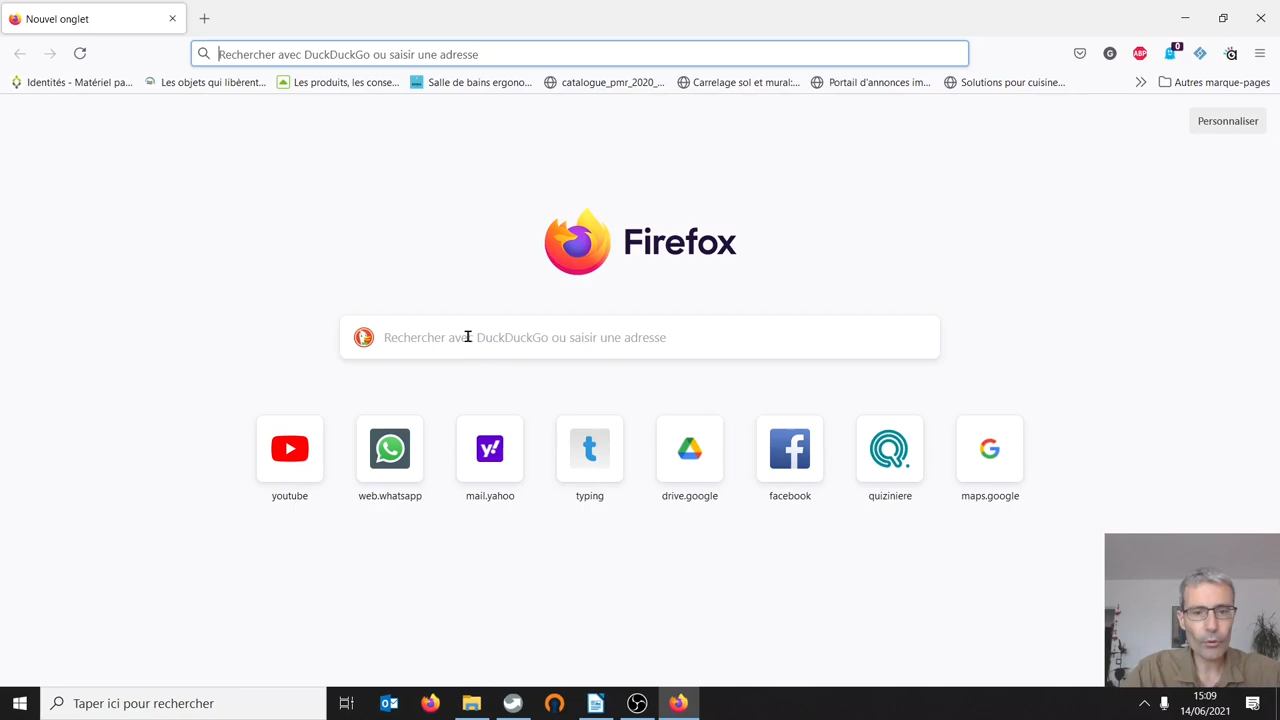 Nouvel onglet
Rechercher avec DuckDuckGo ou saisir une adresse
G
ABP
0
Identités - Matériel pa...
Les objets qui libèrent...
Les produits, les conse...
Salle de bains ergono...
catalogue_pmr_2020_...
Carrelage sol et mural:...
Portail d'annonces im...
Solutions pour cuisine...
Autres marque-pages
Personnaliser
Firefox
Rechercher avec DuckDuckGo ou saisir une adresse
y!
t
f
G
youtube
web.whatsapp
mail.yahoo
typing
drive.google
facebook
quiziniere
maps.google
Taper ici pour rechercher
15:09
14/06/2021